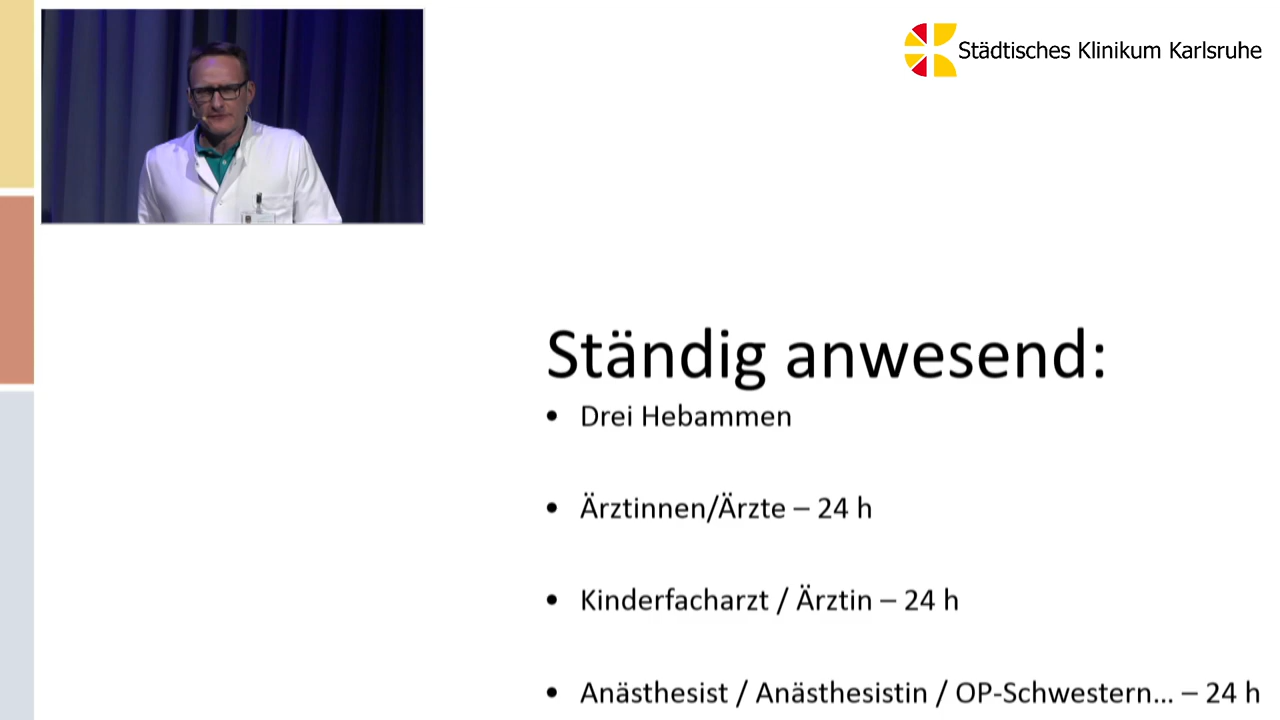 Städtisches Klinikum Karlsruhe
Ständig anwesend:
• Drei Hebammen
• Ärztinnen/Ärzte – 24 h
• Kinderfacharzt / Ärztin – 24 h
• Anästhesist / Anästhesistin / OP-Schwestern... – 24 h